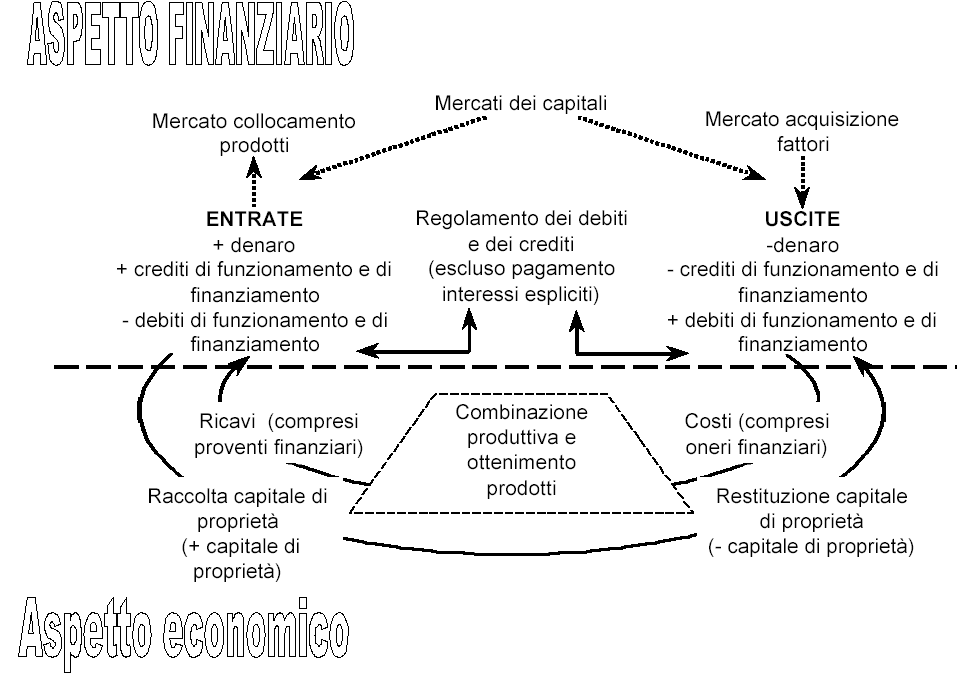 ASPETTO FINANZIARIO
Mercati dei capitali
Mercato collocamento
prodotti
Mercato acquisizione
fattori
ENTRATE
+ denaro
+ crediti di funzionamento e di
finanziamento
- debiti di funzionamento e di
finanziamento
Regolamento dei debiti
e dei crediti
(escluso pagamento
interessi espliciti)
USCITE
-denaro
- crediti di funzionamento e di
finanziamento
+ debiti di funzionamento e di
finanziamento
Ricavi (compresi
proventi finanziari)
Combinazione
produttiva e
ottenimento
prodotti
Costi (compresi
oneri finanziari)
Raccolta capitale di
proprietà
(+ capitale di
proprietà)
Restituzione capitale
di proprietà
(- capitale di proprietà)
Aspetto economico